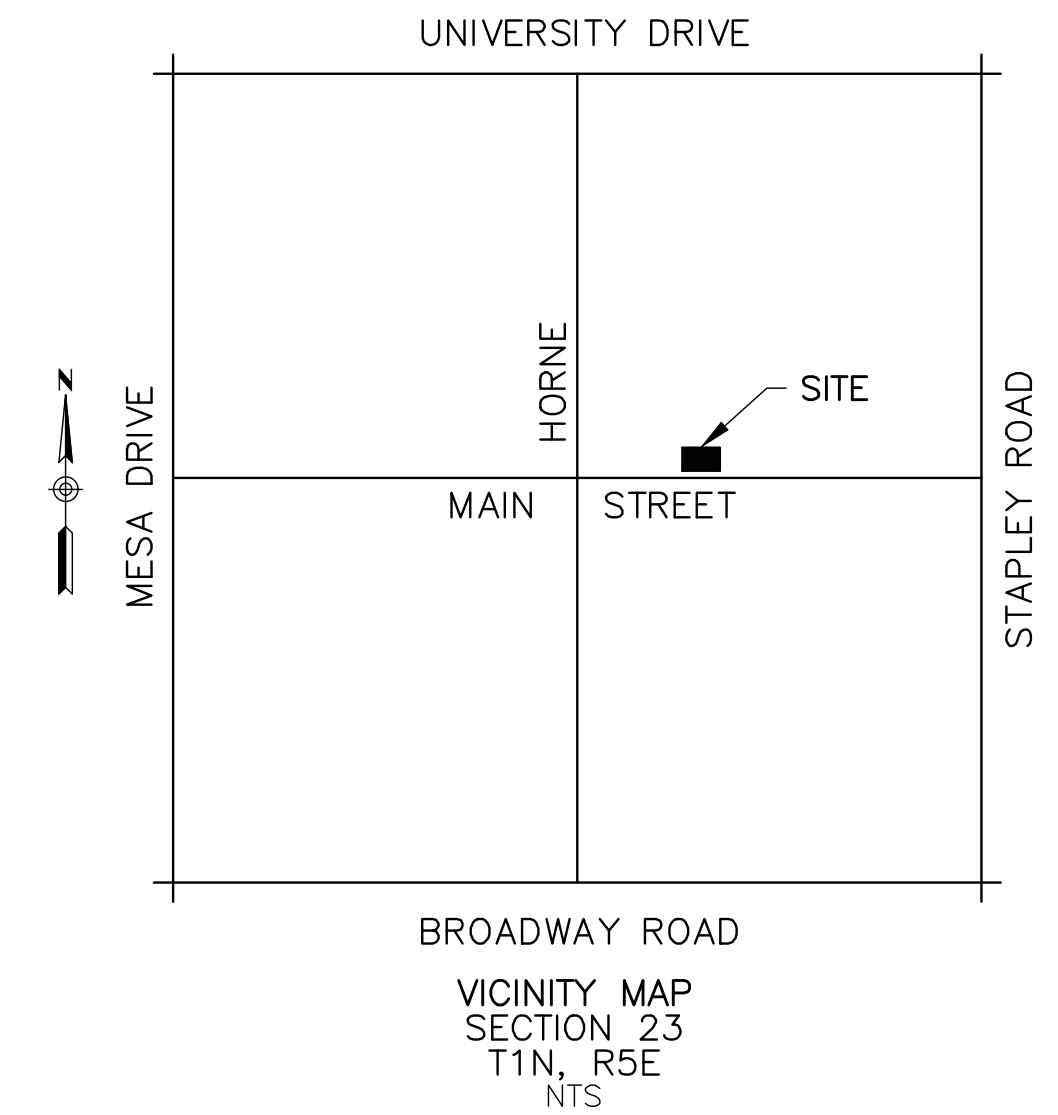 UNIVERSITY DRIVE
HORNE
SITE
N
MESA DRIVE
MAIN STREET
STAPLEY ROAD
BROADWAY ROAD
VICINITY MAP
SECTION 23
T1N, R5E
NTS